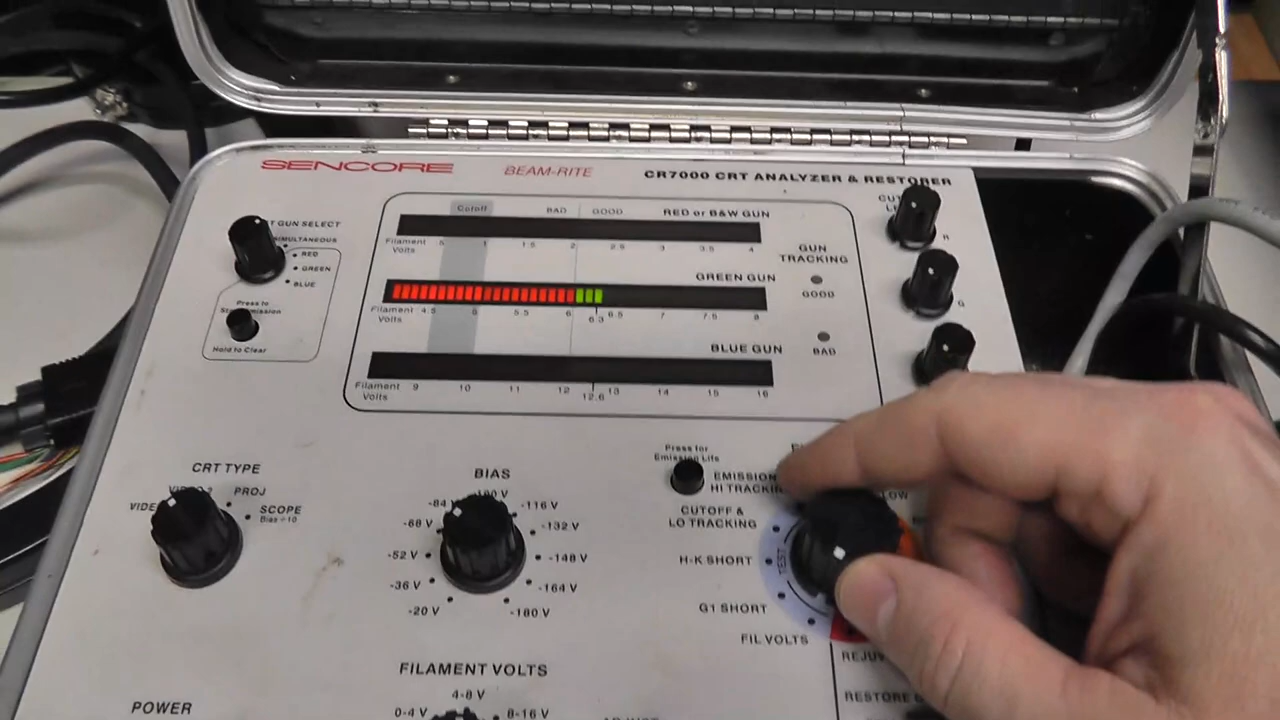 SENCORE
BEAM-RITE
CR7000 CRT ANALYZER & RESTORER
GUN SELECT
SIMULTANEOUS
RED
GREEN
BLUE
Press to
Hold to Clear
Cutoff
BAD
GOOD
RED or B&W GUN
Filament
Volts
.5 1 1.5 2 2.5 3 3.5 4
GREEN GUN
Filament
Volts
4.5 5 5.5 6 6.3 6.5 7 7.5 8
BLUE GUN
Filament
Volts
9 10 11 12 12.6 13 14 15 16
GUN
TRACKING
GOOD
BAD
R
G
CRT TYPE
PROJ
SCOPE
Bias ÷10
BIAS
-20 V
-36 V
-52 V
-68 V
-84
-100 V
-116 V
-132 V
-148 V
-164 V
-180 V
Press for
Emission Life
EMISSION
HI TRACKING
CUTOFF &
LO TRACKING
H-K SHORT
G1 SHORT
FIL VOLTS
TEST
LOW
FILAMENT VOLTS
0-4 V
4-8 V
8-16 V
POWER